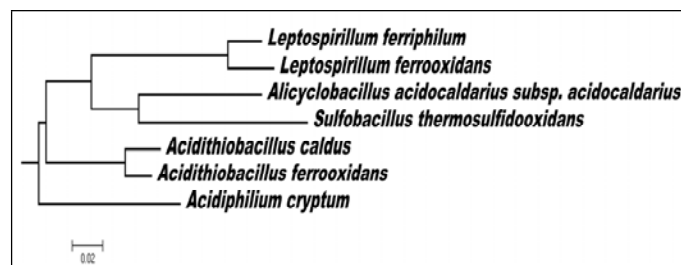 Leptospirillum ferriphilum
Leptospirillum ferrooxidans
Alicyclobacillus acidocaldarius subsp. acidocaldarius
Sulfobacillus thermosulfidooxidans
Acidithiobacillus caldus
Acidithiobacillus ferrooxidans
Acidiphilium cryptum
0.02